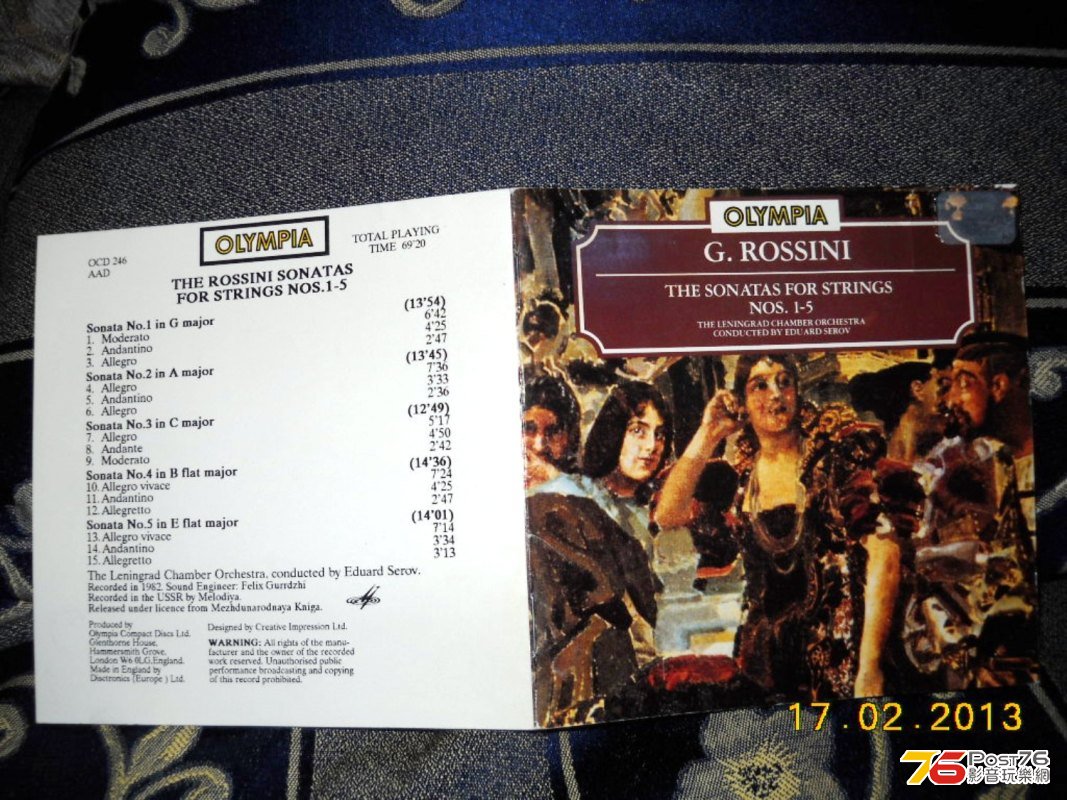 OLYMPIA
OCD 246
AAD
TOTAL PLAYING
TIME 69'20
THE ROSSINI SONATAS
FOR STRINGS NOS.1-5
Sonata No.1 in G major (13'54)
1. Moderato 6'42
2. Andantino 4'25
3. Allegro 2'47
Sonata No.2 in A major (13'45)
4. Allegro 7'36
5. Andantino 3'33
6. Allegro 2'36
Sonata No.3 in C major (12'49)
7. Allegro 5'17
8. Andante 4'50
9. Moderato 2'42
Sonata No.4 in B flat major (14'36)
10. Allegro vivace 7'24
11. Andantino 4'25
12. Allegretto 2'47
Sonata No.5 in E flat major (14'01)
13. Allegro vivace 7'14
14. Andantino 3'34
15. Allegretto 3'13
The Leningrad Chamber Orchestra, conducted by Eduard Serov.
Recorded in 1982. Sound Engineer: Felix Gurrdzhi
Recorded in the USSR by Melodiya.
Released under licence from Mezhdunarodnaya Kniga.
Produced by
Olympia Compact Discs Ltd.
Glenthorne House,
Hammersmith Grove,
London W6 0LG, England.
Made in England by
Disctronics (Europe) Ltd.
Designed by Creative Impression Ltd.
WARNING: All rights of the manu-
facturer and the owner of the recorded
work reserved. Unauthorised public
performance broadcasting and copying
of this record prohibited.
OLYMPIA
G. ROSSINI
THE SONATAS FOR STRINGS
NOS. 1-5
THE LENINGRAD CHAMBER ORCHESTRA
CONDUCTED BY EDUARD SEROV
17.02.2013
76 Post76
影音玩樂網